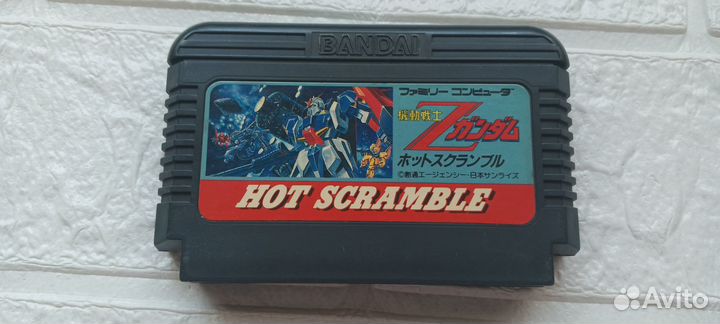 BANDAI
ファミリー コンピュータ
機動戦士
Zガンダム
ホットスクランブル
©創通エージェンシー・日本サンライズ
HOT SCRAMBLE
Avito